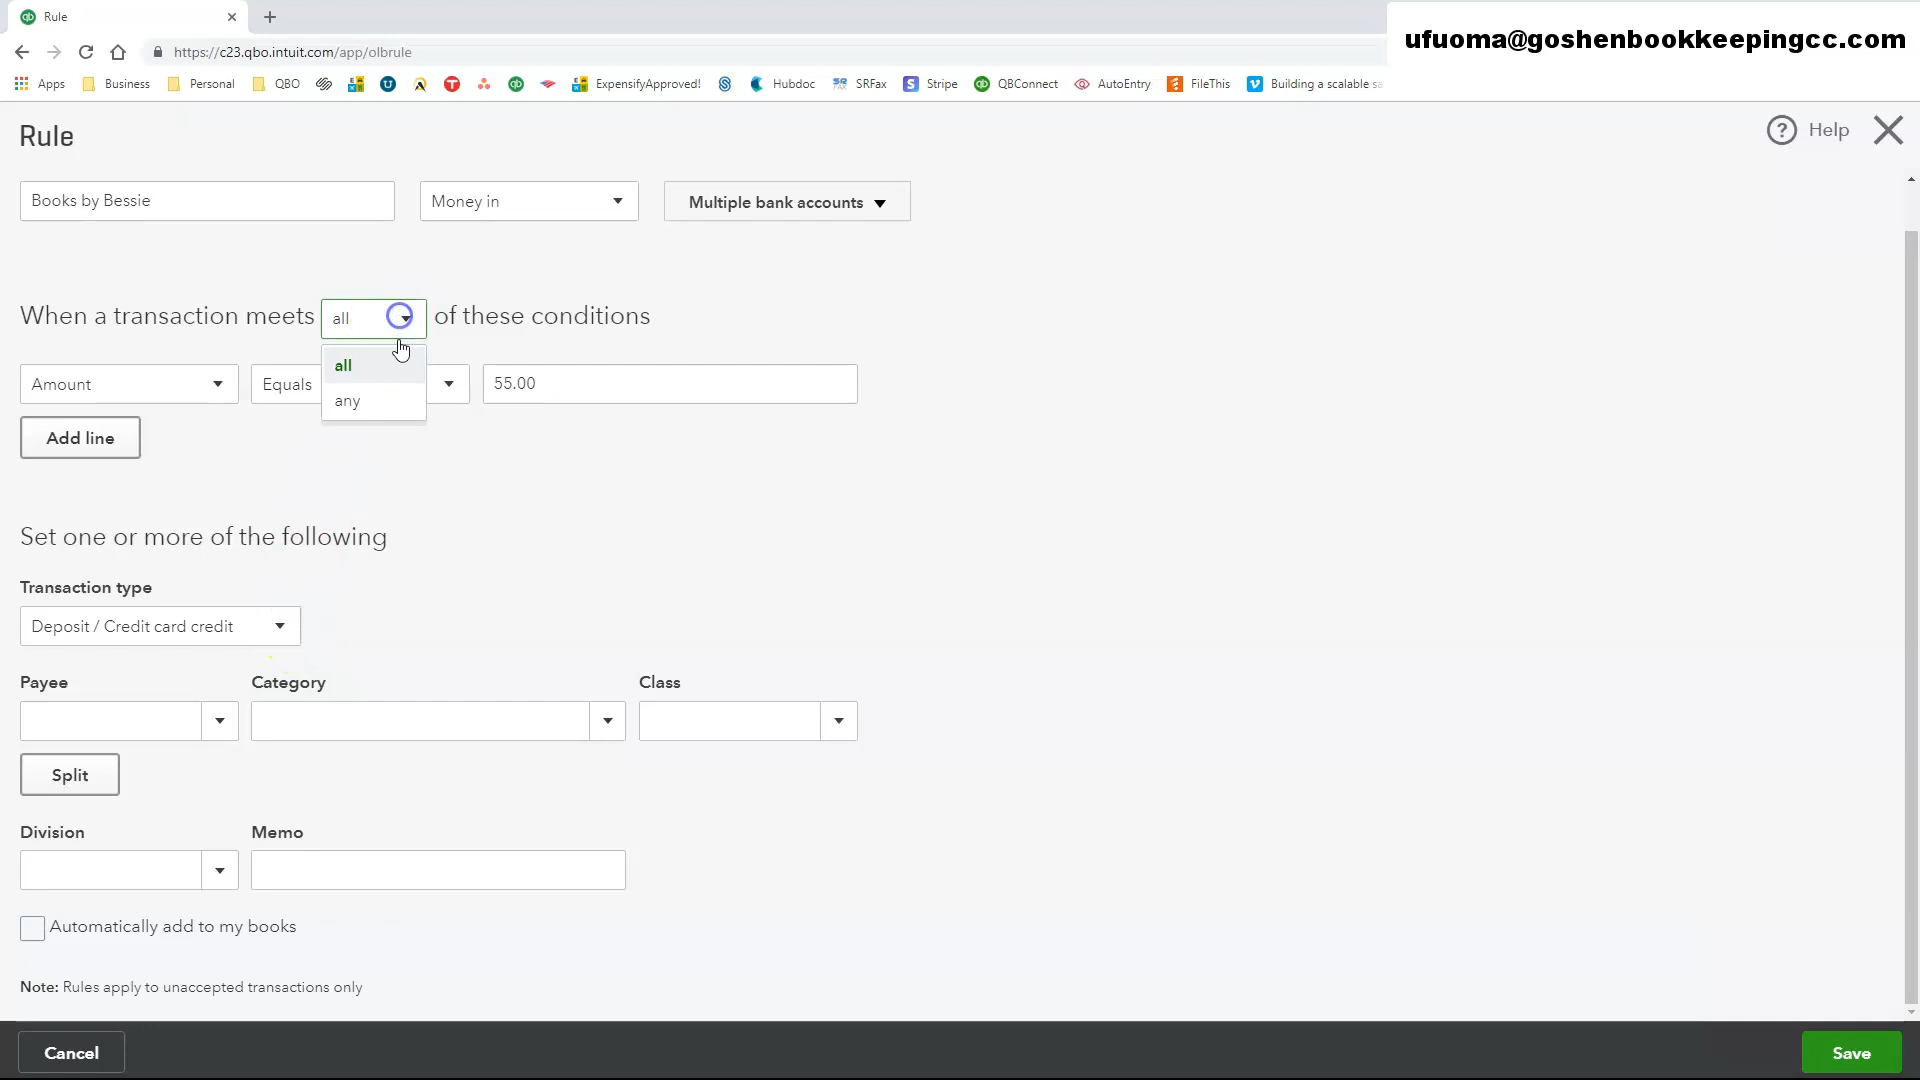 Rule
https://c23.qbo.intuit.com/app/olbrule
ufuoma@goshenbookkeepingcc.com
Apps Business Personal QBO ExpensifyApproved! Hubdoc SRFax Stripe QBConnect AutoEntry FileThis Building a scalable sa
Rule
Help
Books by Bessie Money in Multiple bank accounts
When a transaction meets all of these conditions
all
Amount Equals 55.00
any
Add line
Set one or more of the following
Transaction type
Deposit / Credit card credit
Payee Category Class
Split
Division Memo
Automatically add to my books
Note: Rules apply to unaccepted transactions only
Cancel Save